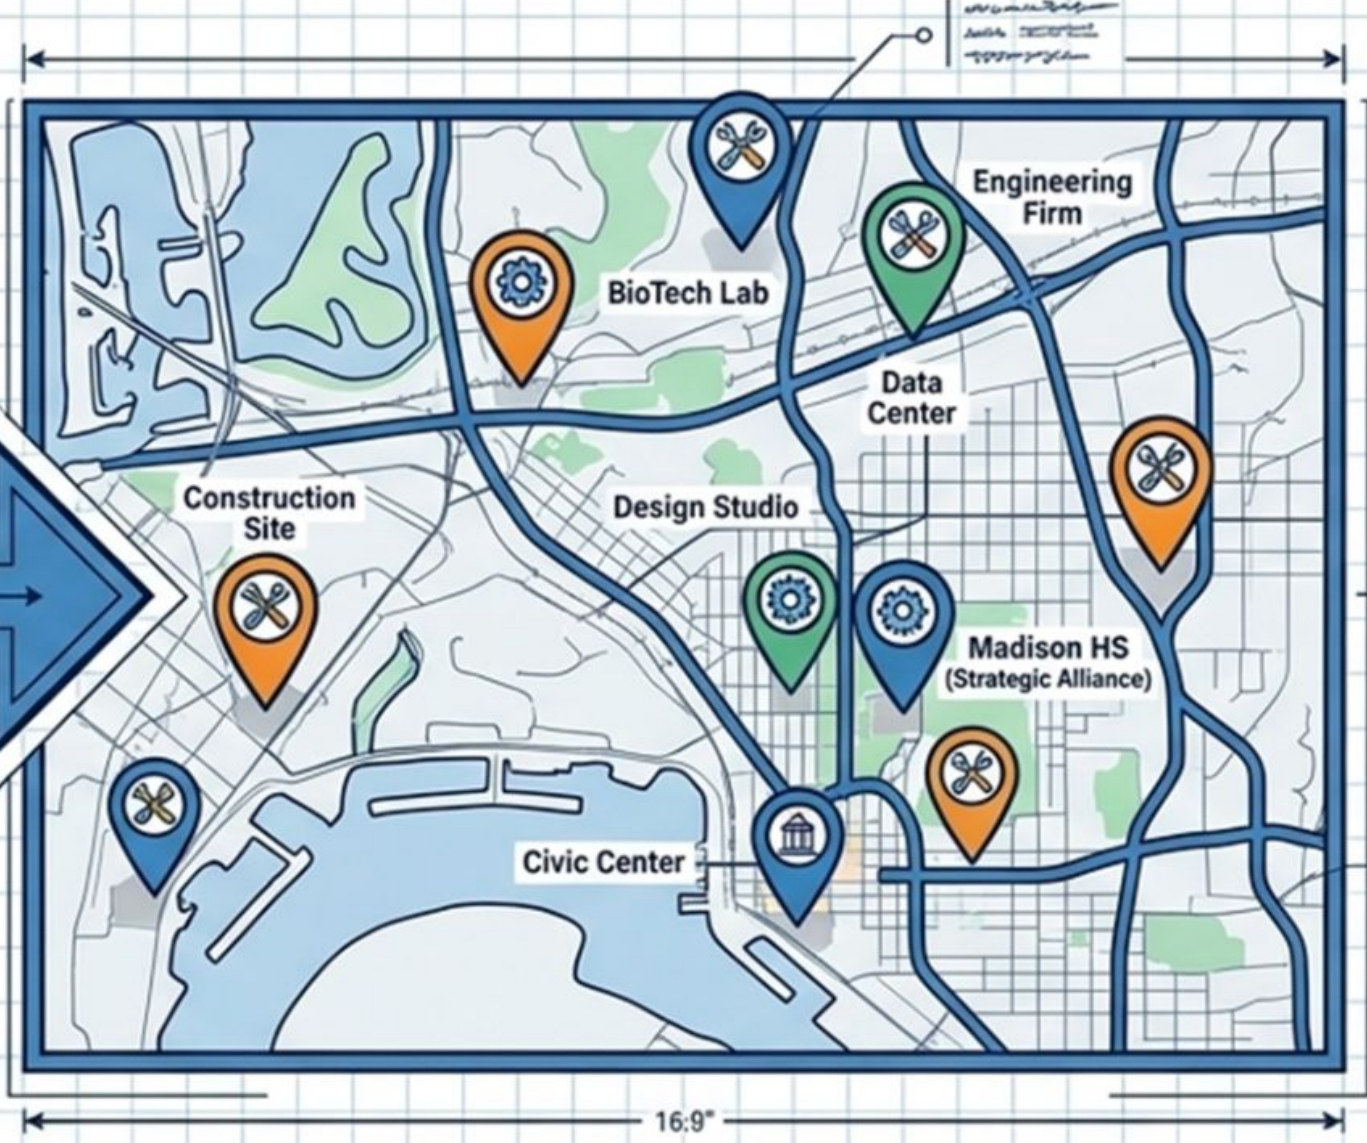 Engineering
Firm
BioTech Lab
Data
Center
Construction
Site
Design Studio
Madison HS
(Strategic Alliance)
Civic Center
16:9"